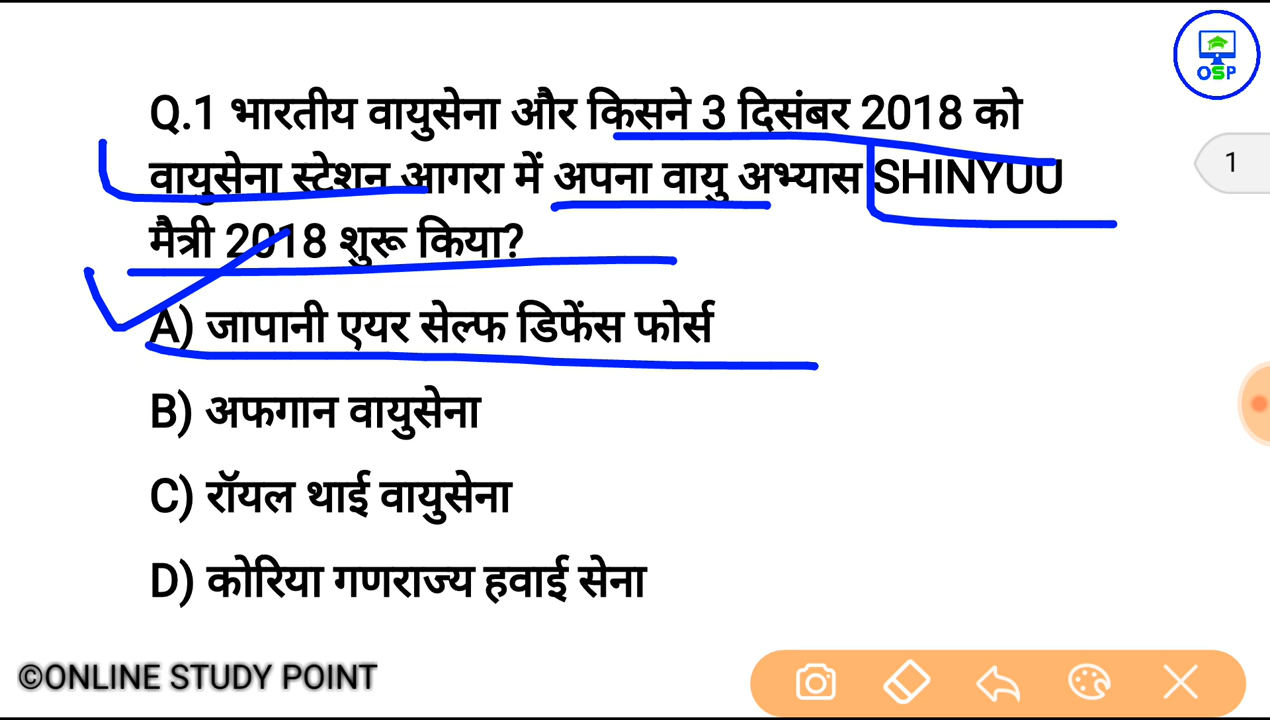 OSP
Q.1 भारतीय वायुसेना और किसने 3 दिसंबर 2018 को
1
वायुसेना स्टेशन आगरा में अपना वायु अभ्यास SHINYUU
मैत्री 2018 शुरू किया?
A) जापानी एयर सेल्फ डिफेंस फोर्स
B) अफगान वायुसेना
C) रॉयल थाई वायुसेना
D) कोरिया गणराज्य हवाई सेना
©ONLINE STUDY POINT